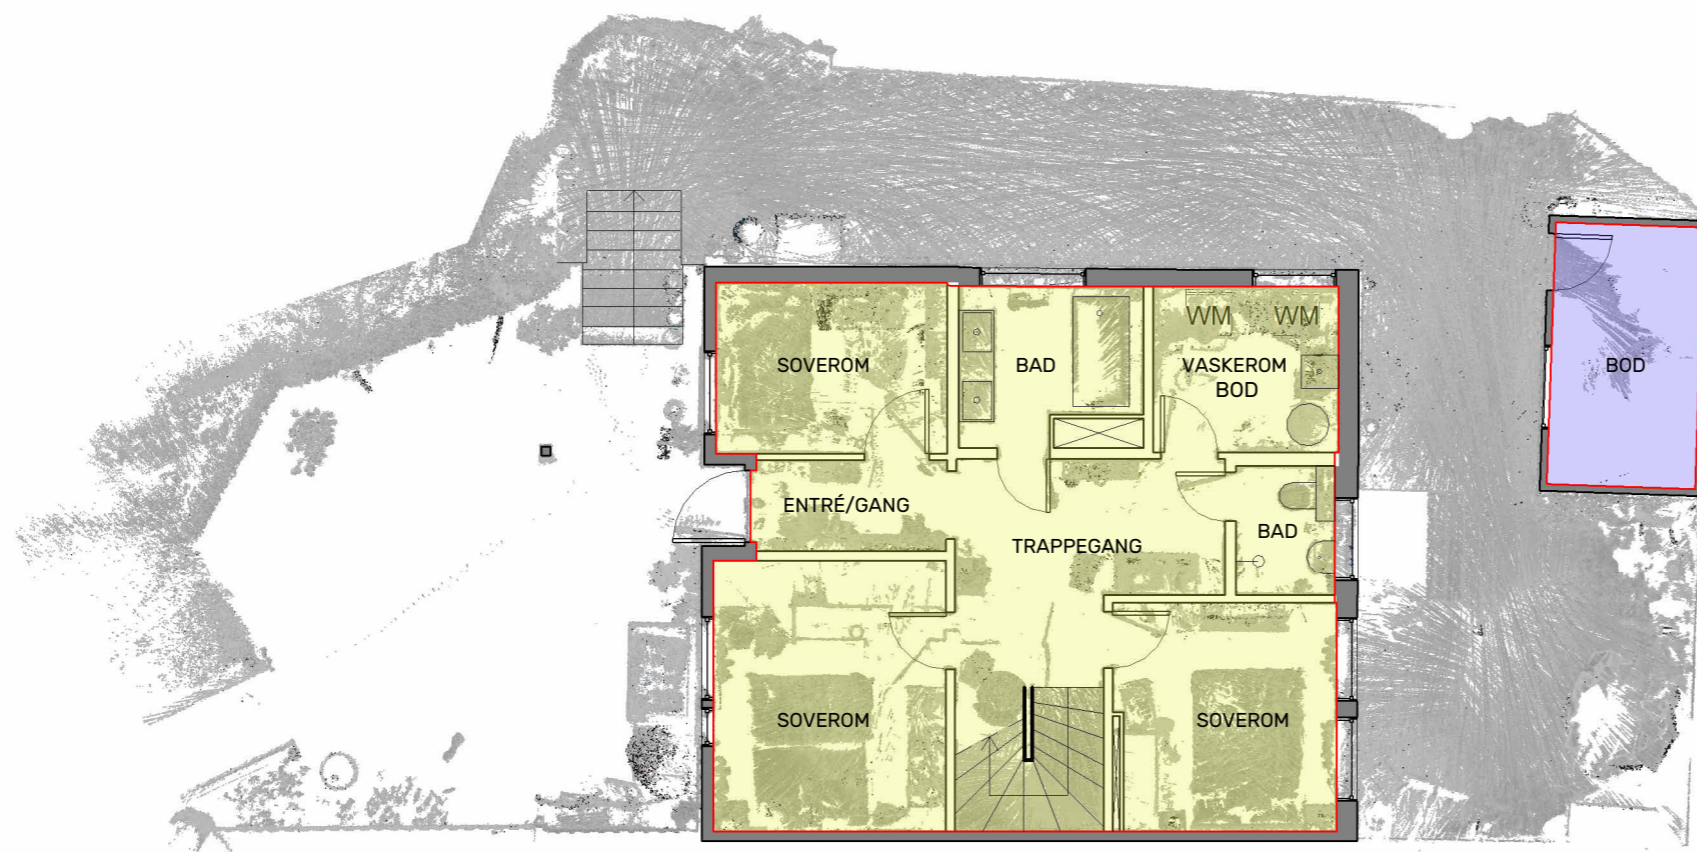 WM WM
SOVEROM
BAD
VASKEROM
BOD
BOD
ENTRÉ/GANG
TRAPPEGANG
BAD
SOVEROM
SOVEROM